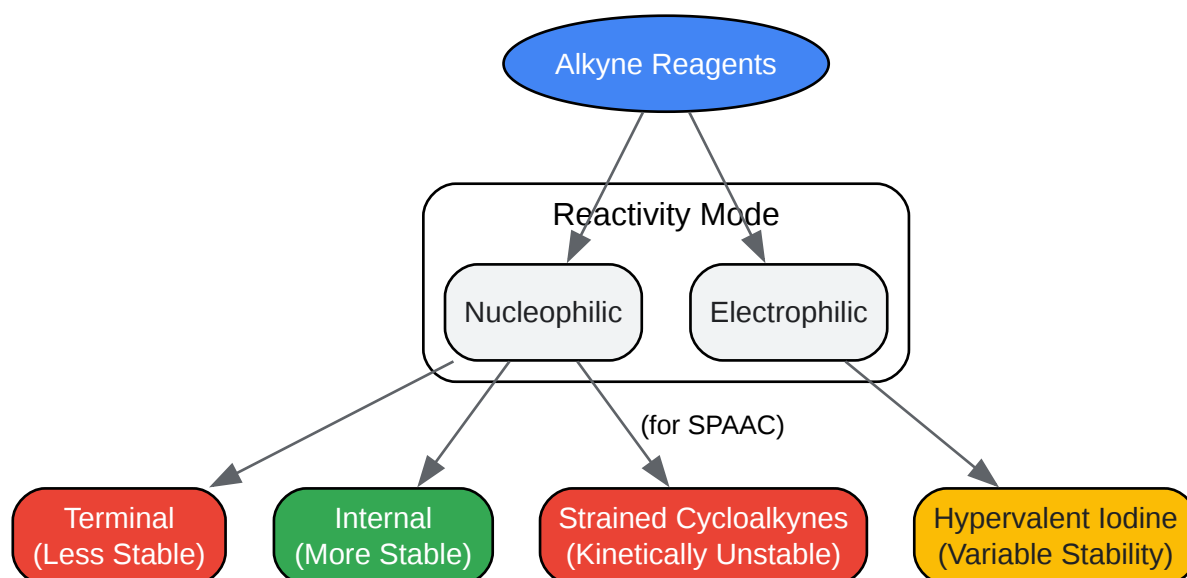 Alkyne Reagents
Reactivity Mode
Nucleophilic
Electrophilic
(for SPAAC)
Terminal
(Less Stable)
Internal
(More Stable)
Strained Cycloalkynes
(Kinetically Unstable)
Hypervalent Iodine
(Variable Stability)